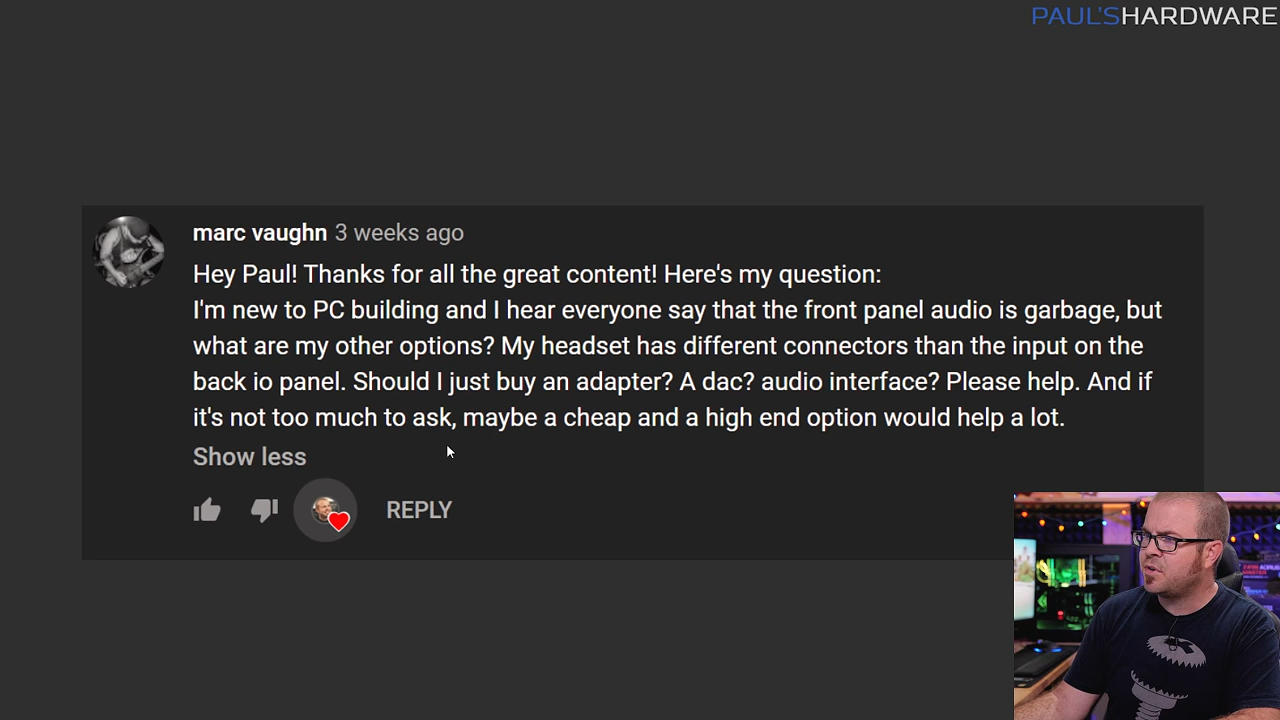 PAUL'SHARDWARE
marc vaughn 3 weeks ago
Hey Paul! Thanks for all the great content! Here's my question:
I'm new to PC building and I hear everyone say that the front panel audio is garbage, but
what are my other options? My headset has different connectors than the input on the
back io panel. Should I just buy an adapter? A dac? audio interface? Please help. And if
it's not too much to ask, maybe a cheap and a high end option would help a lot.
Show less
REPLY